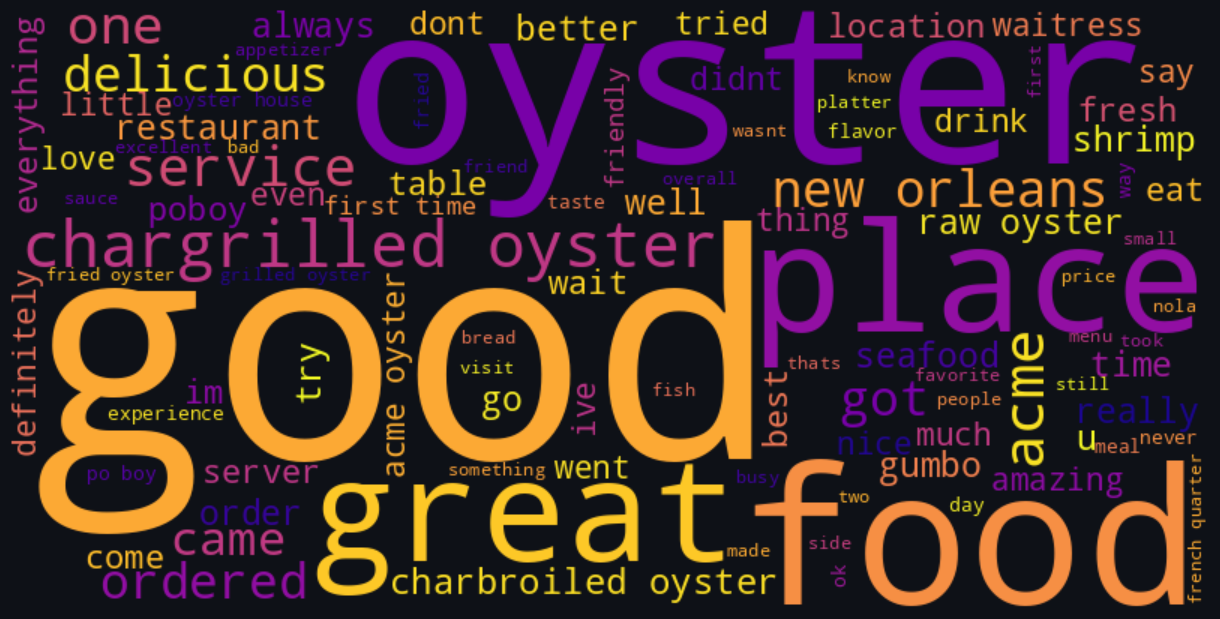 everything
one
always
dont
better
tried
location
waitress
appetizer
delicious
oyster
fried
friendly
didnt
know
first
say
little
oyster house
platter
fresh
restaurant
wasnt
flavor
drink
shrimp
love
excellent
bad
service
friend
table
overall
new orleans
way
eat
sauce
poboy
even
first time
taste
well
thing
raw oyster
chargrilled oyster
place
small
fried oyster
grilled oyster
wait
price
nola
definitely
good
acme oyster
bread
visit
try
go
fish
ive
best
thats
seafood
acme
menu
took
time
favorite
still
im
experience
got
people
really
nice
much
u
meal
never
po boy
server
something
went
busy
gumbo
amazing
french quarter
order
great
food
two
day
came
come
made
side
ok
ordered
charbroiled oyster